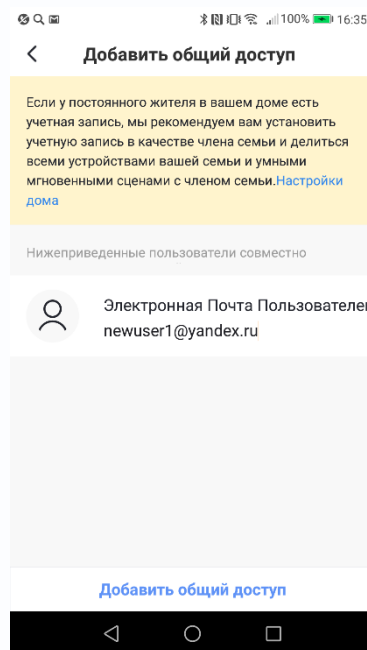 100% 16:35
Добавить общий доступ
Если у постоянного жителя в вашем доме есть
учетная запись, мы рекомендуем вам установить
учетную запись в качестве члена семьи и делиться
всеми устройствами вашей семьи и умными
мгновенными сценами с членом семьи.Настройки
дома
Нижеприведенные пользователи совместно
Электронная Почта Пользователе
newuser1@yandex.ru
Добавить общий доступ